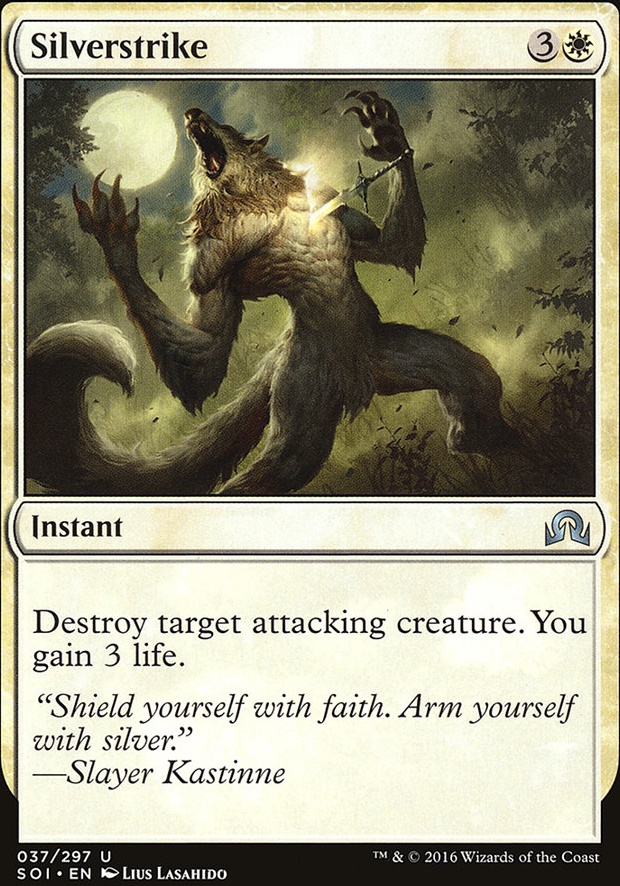 Silverstrike 3
Instant
Destroy target attacking creature. You
gain 3 life.
“Shield yourself with faith. Arm yourself
with silver.”
—Slayer Kastinne
037/297 U
SOI • EN Lius Lasahido
™ & © 2016 Wizards of the Coast